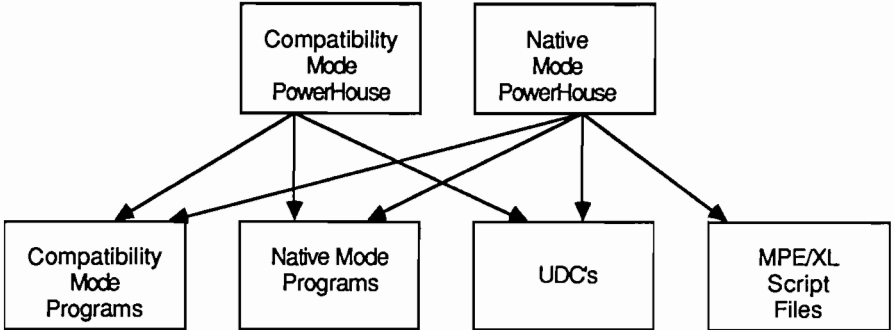 Compatibility
Mode
PowerHouse
Native
Mode
PowerHouse
Compatibility
Mode
Programs
Native Mode
Programs
UDC's
MPE/XL
Script
Files